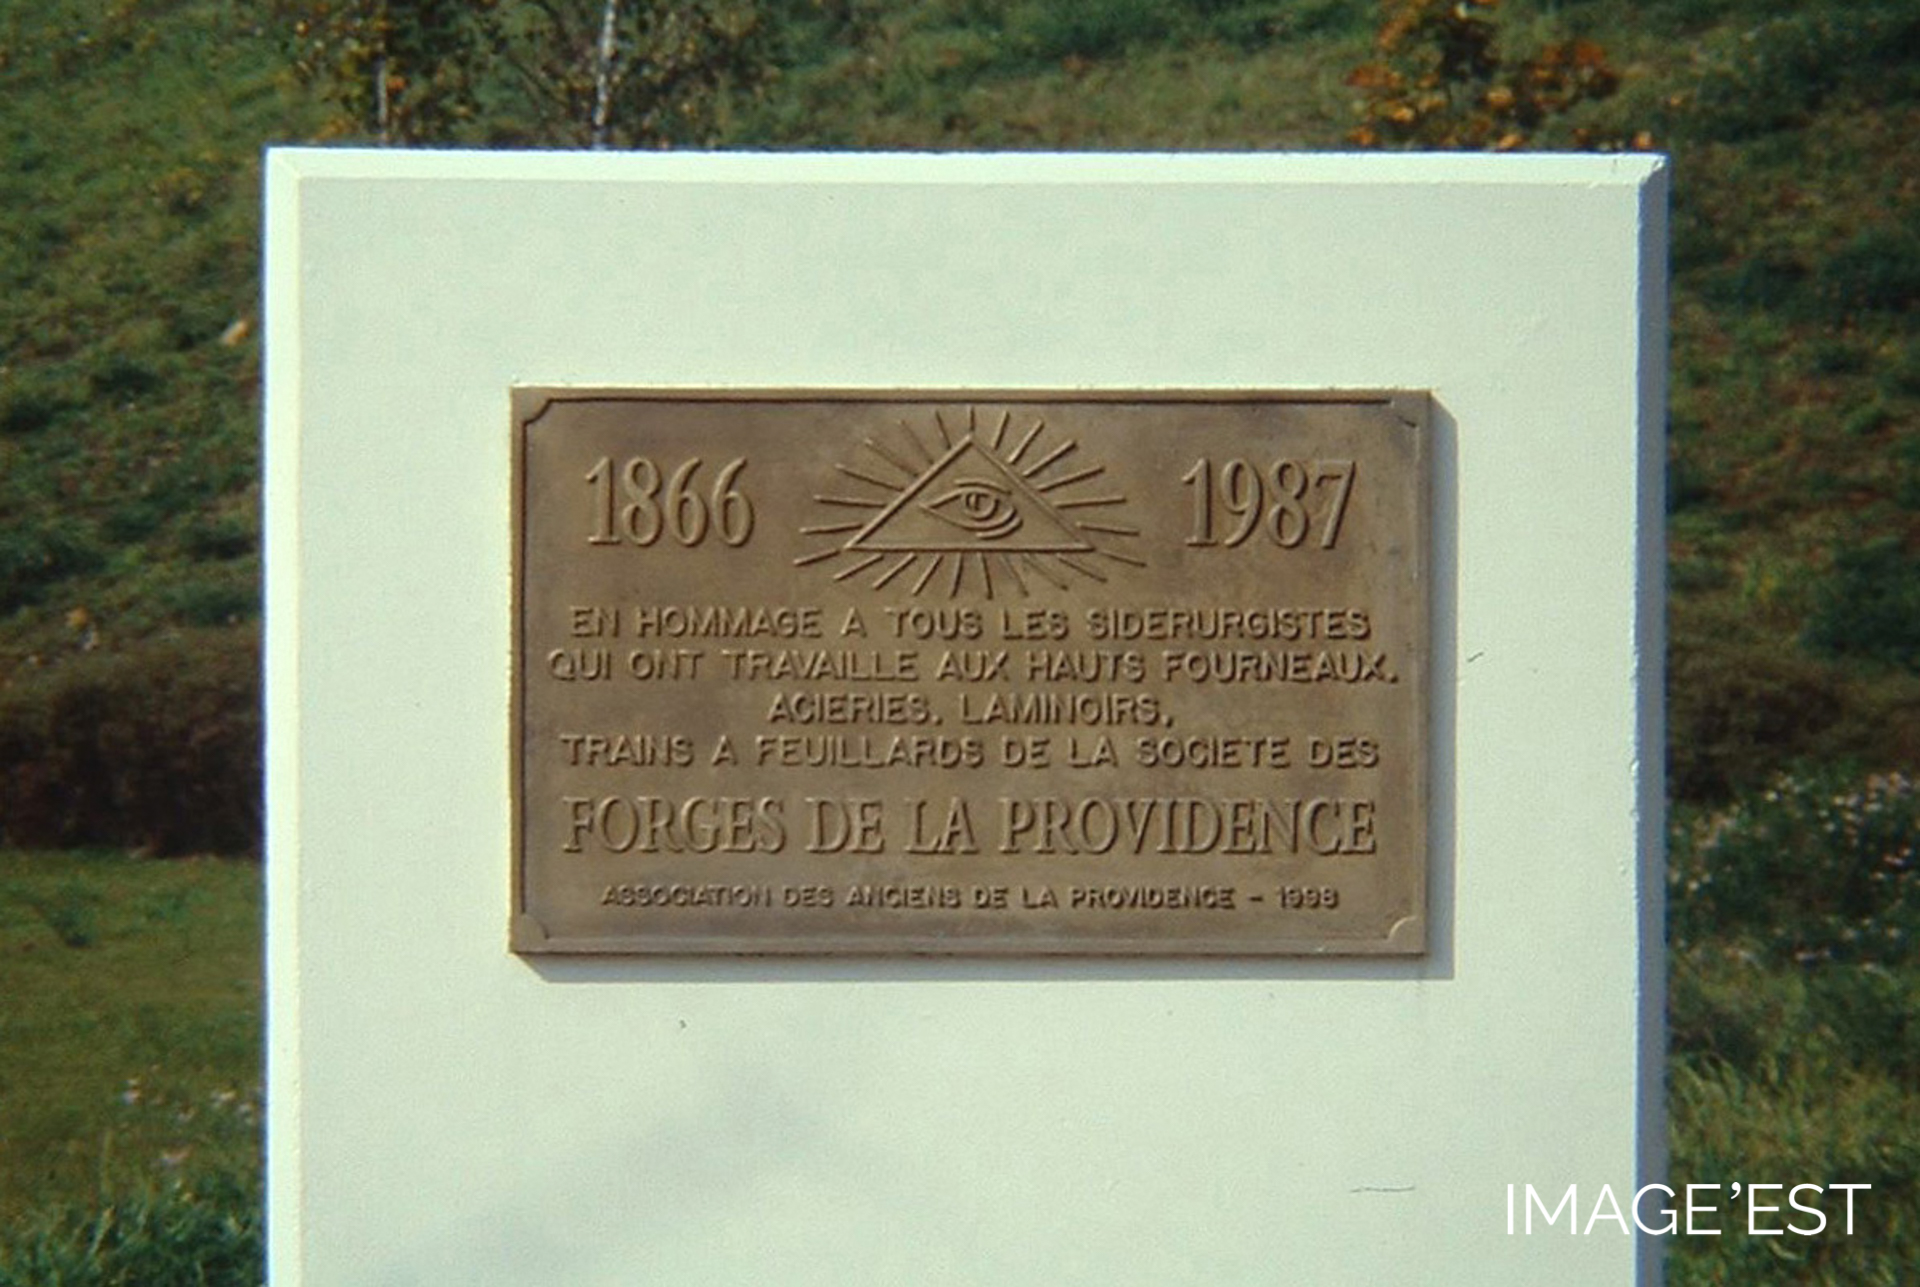 1866 1987
EN HOMMAGE A TOUS LES SIDERURGISTES
QUI ONT TRAVAILLE AUX HAUTS FOURNEAUX,
ACIERIES, LAMINOIRS,
TRAINS A FEUILLARDS DE LA SOCIETE DES
FORGES DE LA PROVIDENCE
ASSOCIATION DES ANCIENS DE LA PROVIDENCE - 1998
IMAGE'EST